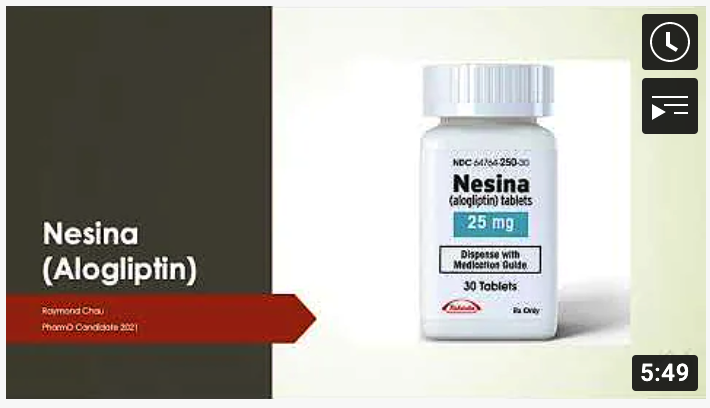 Nesina
(Alogliptin)
Raymond Chau
PharmD Candidate 2021
NDC 64764-250-30
Nesina
(alogliptin) tablets
25 mg
Dispense with
Medication Guide
30 Tablets
Takeda
Rx Only
5:49